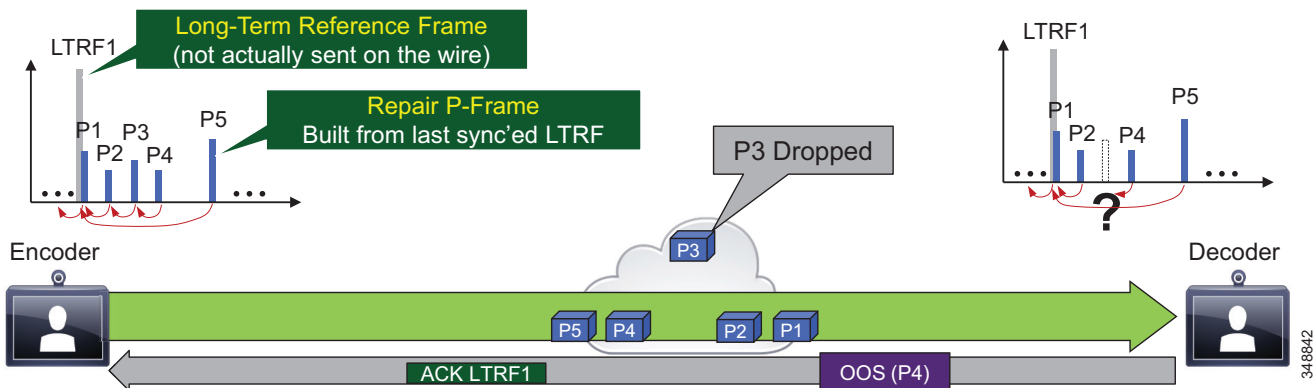 Long-Term Reference Frame
(not actually sent on the wire)
LTRF1
Repair P-Frame
Built from last sync'ed LTRF
P1
P2
P3
P4
P5
• • •
• • •
P3 Dropped
LTRF1
P1
P2
P4
P5
• • •
• • •
?
Encoder
Decoder
P3
P5
P4
P2
P1
ACK LTRF1
OOS (P4)
348842